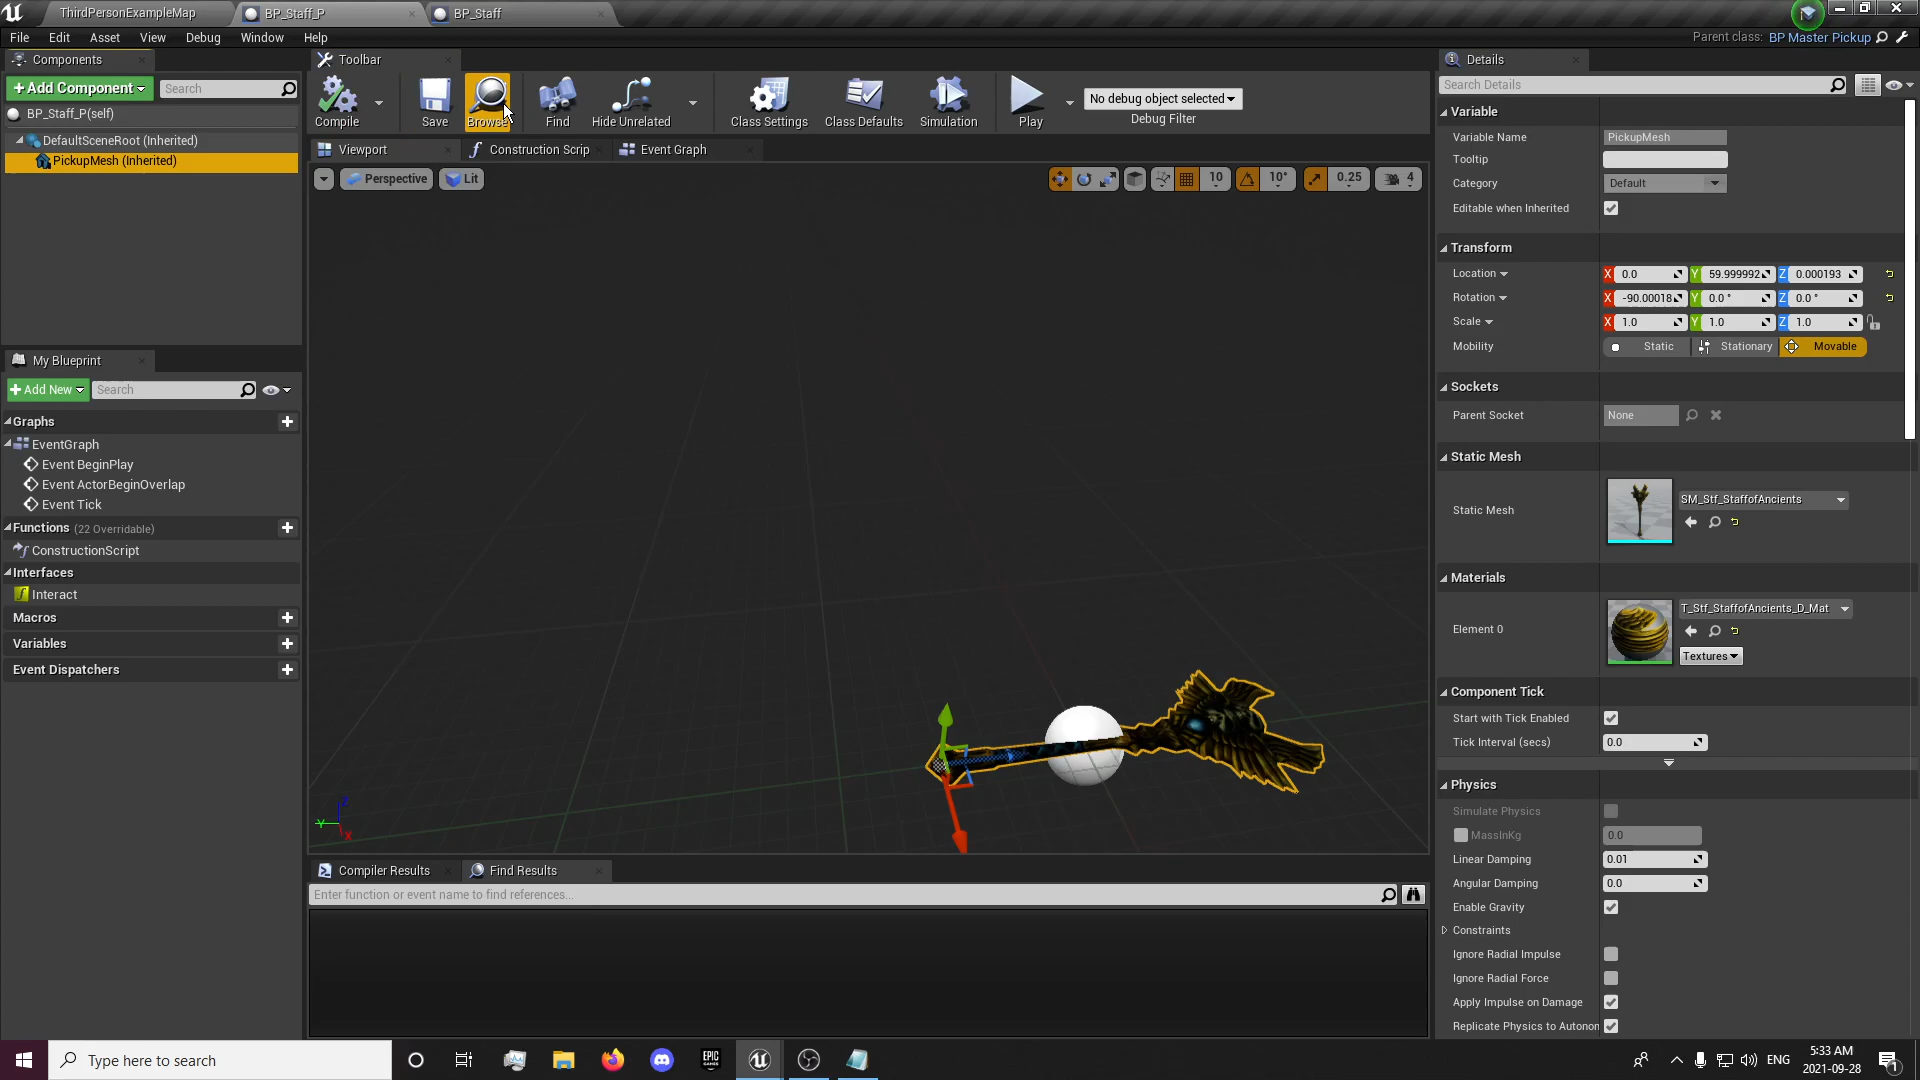 ThirdPersonExampleMap
BP_Staff_P
BP_Staff
File Edit Asset View Debug Window Help
Parent class: BP Master Pickup
Components
Toolbar
Details
+Add Component
Search
Search Details
BP_Staff_P(self)
DefaultSceneRoot (Inherited)
PickupMesh (Inherited)
Compile
Save
Browse
Find
Hide Unrelated
Class Settings
Class Defaults
Simulation
Play
No debug object selected
Debug Filter
Viewport
Construction Scrip
Event Graph
Perspective
Lit
10
10°
0.25
4
Variable
Variable Name PickupMesh
Tooltip
Category Default
Editable when Inherited
Transform
Location X 0.0 Y 59.999992 Z 0.000193
Rotation X -90.00018 Y 0.0 ° Z 0.0 °
Scale X 1.0 Y 1.0 Z 1.0
Mobility Static Stationary Movable
Sockets
Parent Socket None
Static Mesh
Static Mesh SM_Stf_StaffofAncients
Materials
Element 0 T_Stf_StaffofAncients_D_Mat
Textures
Component Tick
Start with Tick Enabled
Tick Interval (secs) 0.0
Physics
Simulate Physics
MassInKg 0.0
Linear Damping 0.01
Angular Damping 0.0
Enable Gravity
Constraints
Ignore Radial Impulse
Ignore Radial Force
Apply Impulse on Damage
Replicate Physics to Autonon
My Blueprint
+Add New
Search
Graphs
EventGraph
Event BeginPlay
Event ActorBeginOverlap
Event Tick
Functions (22 Overridable)
ConstructionScript
Interfaces
Interact
Macros
Variables
Event Dispatchers
Z
Y
X
Compiler Results
Find Results
Enter function or event name to find references...
Type here to search
EPIC GAMES
ENG
5:33 AM
2021-09-28
1